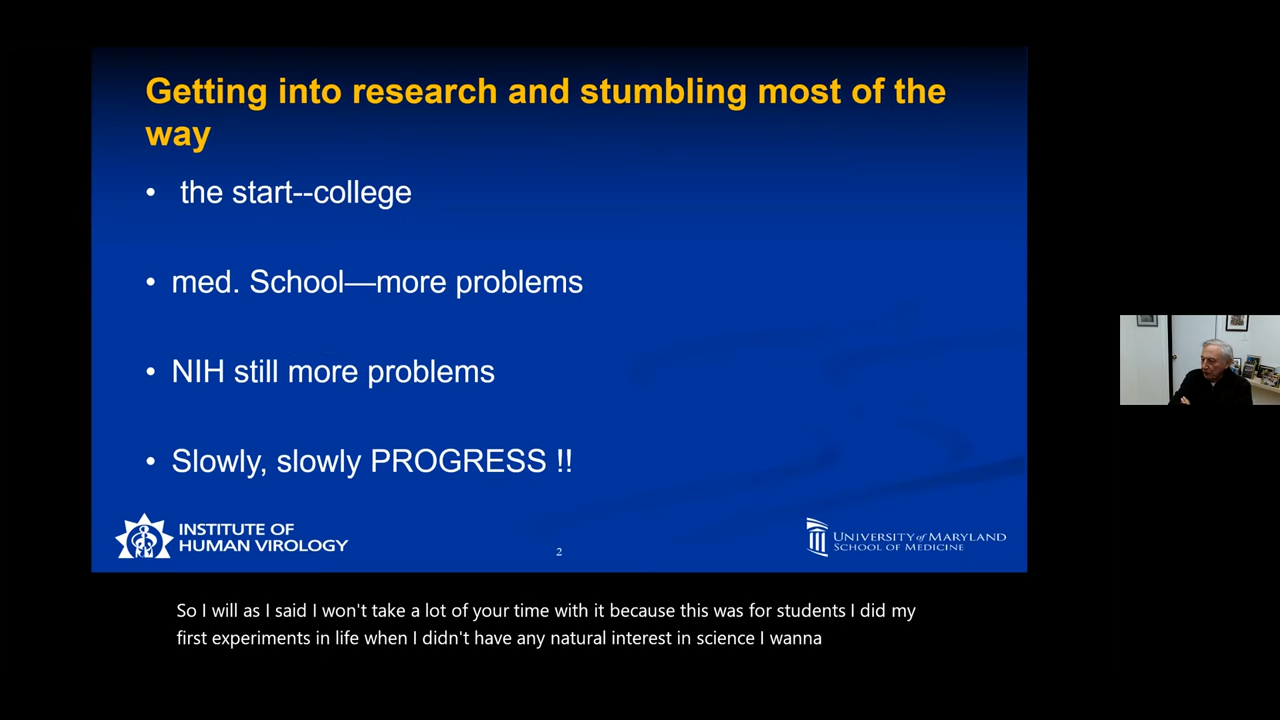 Getting into research and stumbling most of the
way
• the start--college
• med. School—more problems
• NIH still more problems
• Slowly, slowly PROGRESS !!
INSTITUTE OF
HUMAN VIROLOGY
2
UNIVERSITY of MARYLAND
SCHOOL OF MEDICINE
So I will as I said I won't take a lot of your time with it because this was for students I did my
first experiments in life when I didn't have any natural interest in science I wanna